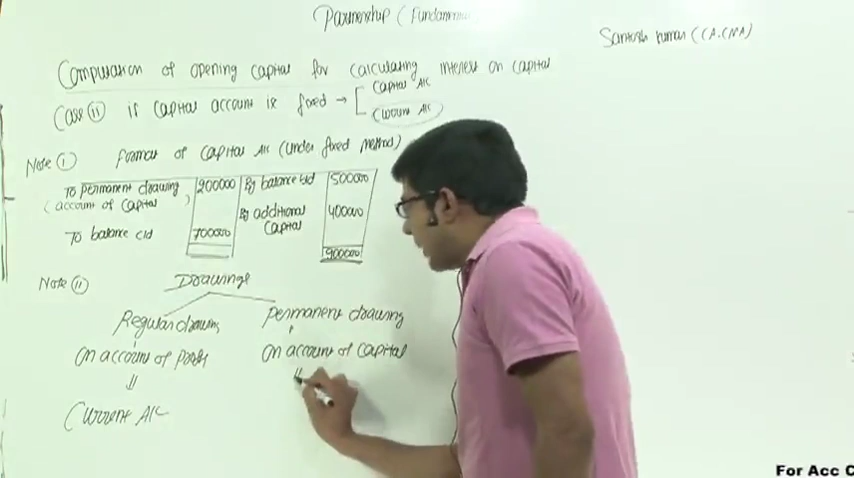 Partnership (Fundamen
Santosh Kumar (CA.CMA)
Computation of opening capital for calculating interest on capital
Case (II) if capital account is fixed → Capital A/c
Current A/c
Note (I) Format of capital A/c (under fixed method)
To permanent drawing 200000 By balance b/d 500000
(account of capital) By additional capital 400000
To balance c/d 700000
900000
Note (II) Drawings
Regular drawing Permanent drawing
On account of profit On account of capital
Current A/c
For Acc C